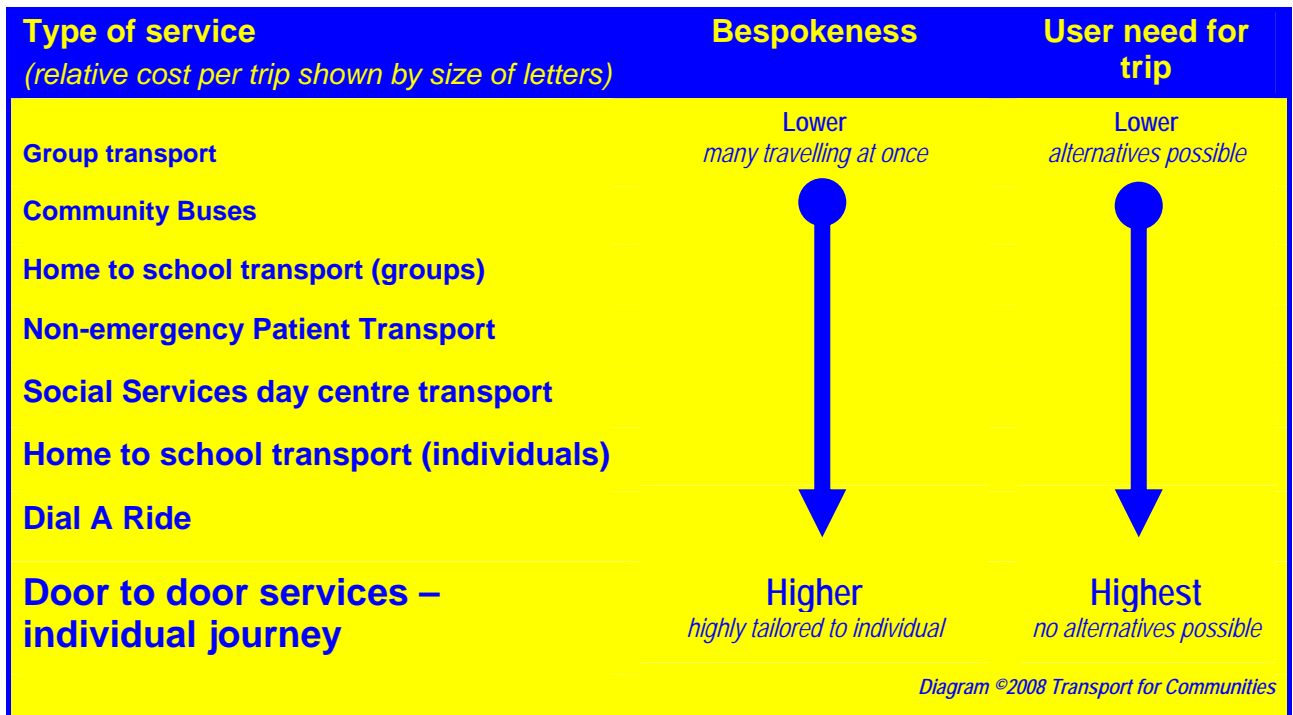 Type of service
(relative cost per trip shown by size of letters)
Bespokeness
User need for
trip
Group transport
Lower
many travelling at once
Lower
alternatives possible
Community Buses
Home to school transport (groups)
Non-emergency Patient Transport
Social Services day centre transport
Home to school transport (individuals)
Dial A Ride
Door to door services –
individual journey
Higher
highly tailored to individual
Highest
no alternatives possible
Diagram ©2008 Transport for Communities